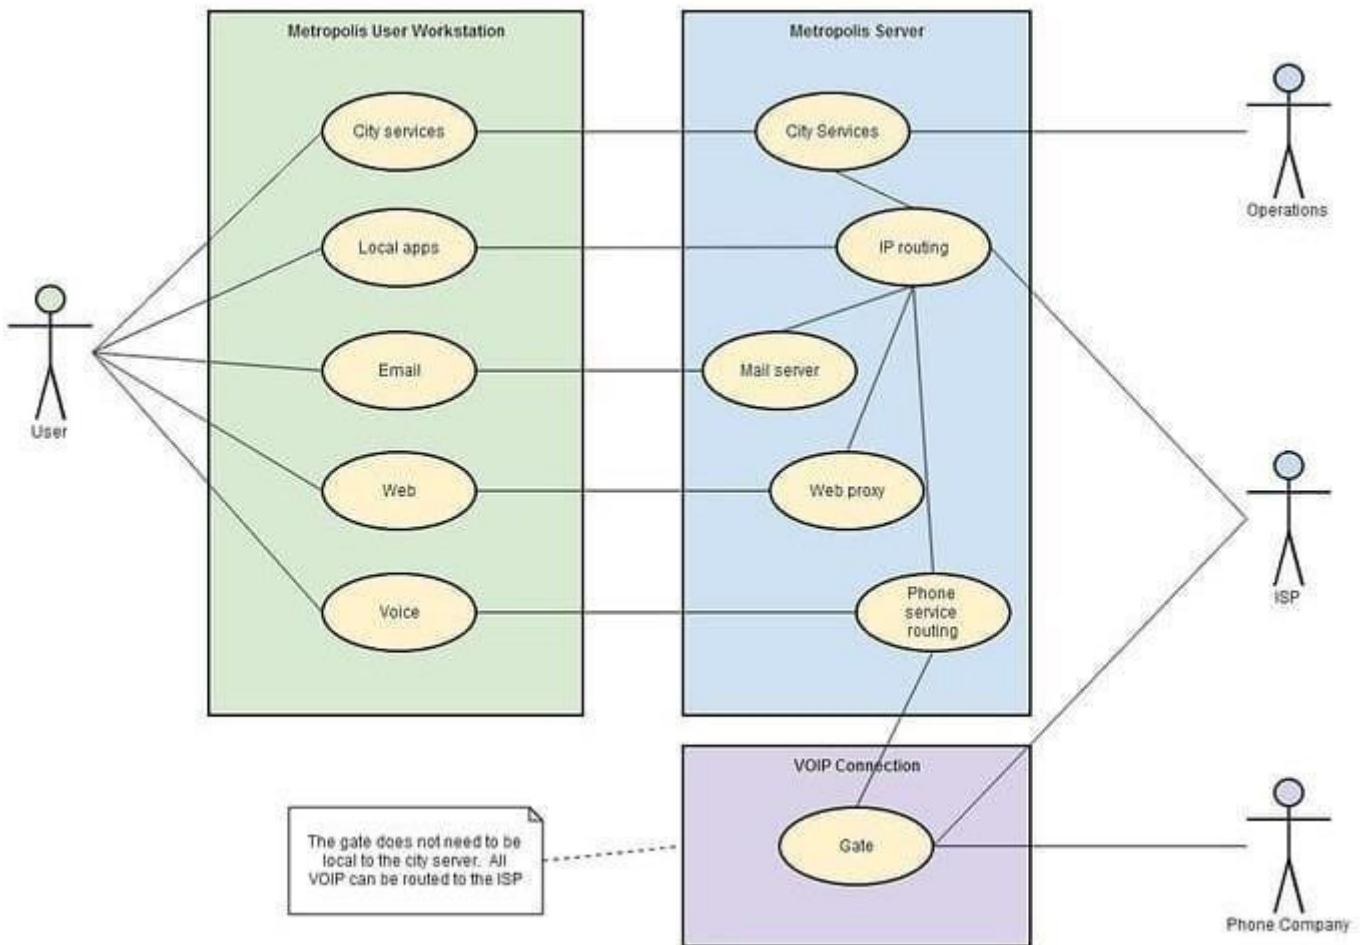 Metropolis User Workstation
Metropolis Server
City services
City Services
Operations
Local apps
IP routing
User
Email
Mail server
Web
Web proxy
ISP
Voice
Phone
service
routing
VOIP Connection
The gate does not need to be
local to the city server. All
VOIP can be routed to the ISP
Gate
Phone Company